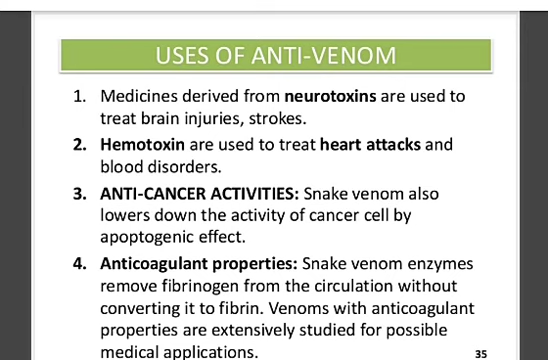 USES OF ANTI-VENOM
1. Medicines derived from neurotoxins are used to
treat brain injuries, strokes.
2. Hemotoxin are used to treat heart attacks and
blood disorders.
3. ANTI-CANCER ACTIVITIES: Snake venom also
lowers down the activity of cancer cell by
apoptogenic effect.
4. Anticoagulant properties: Snake venom enzymes
remove fibrinogen from the circulation without
converting it to fibrin. Venoms with anticoagulant
properties are extensively studied for possible
medical applications.
35